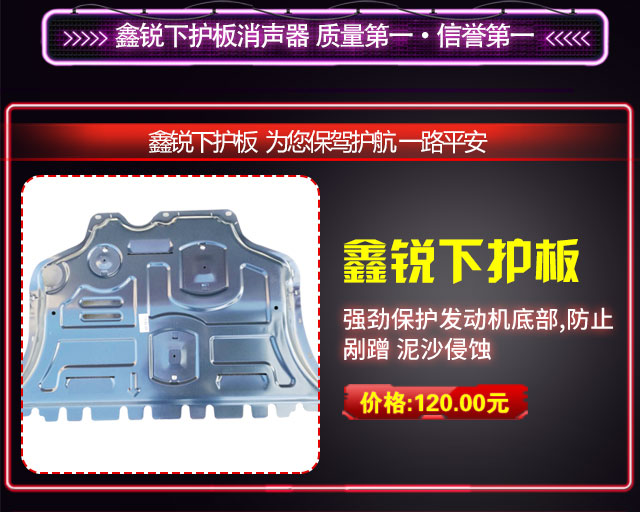 鑫锐下护板消声器 质量第一·信誉第一
鑫锐下护板 为您保驾护航 一路平安
鑫锐下护板
强劲保护发动机底部,防止
剐蹭 泥沙侵蚀
价格:120.00元